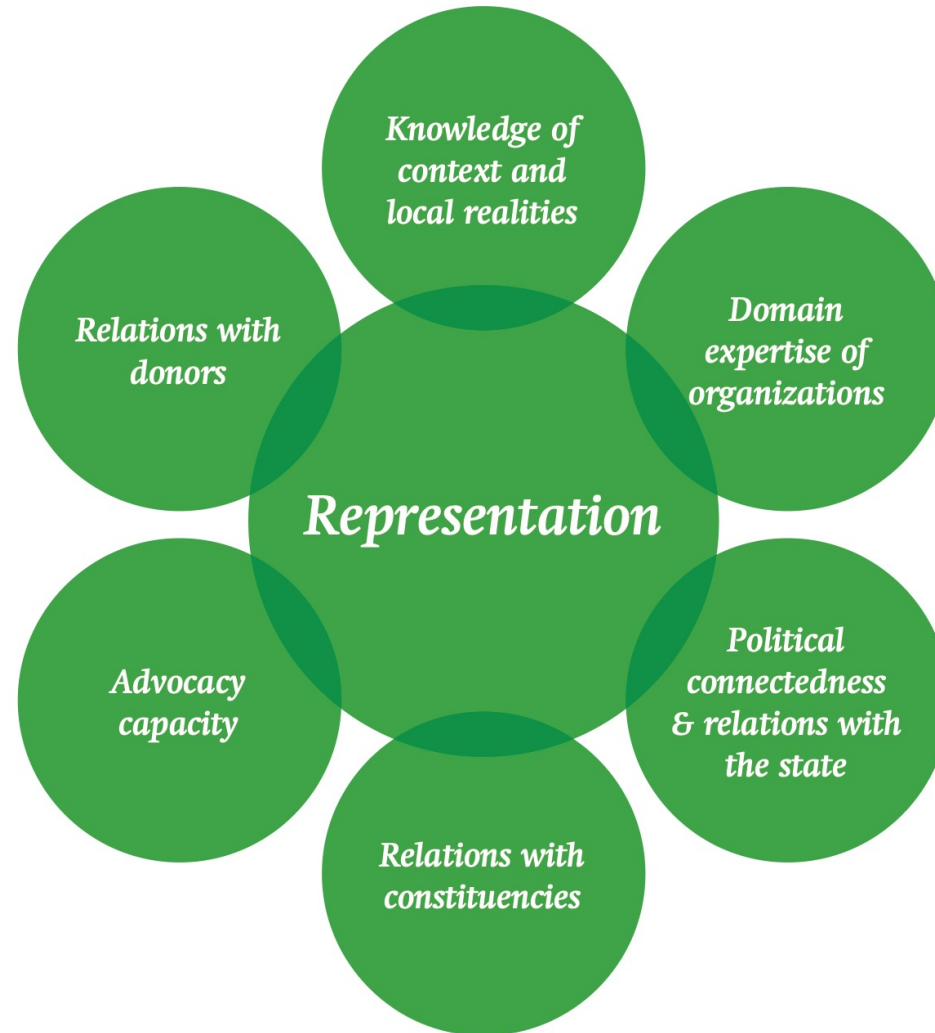 Knowledge of
context and
local realities
Relations with
donors
Domain
expertise of
organizations
Representation
Advocacy
capacity
Political
connectedness
& relations with
the state
Relations with
constituencies